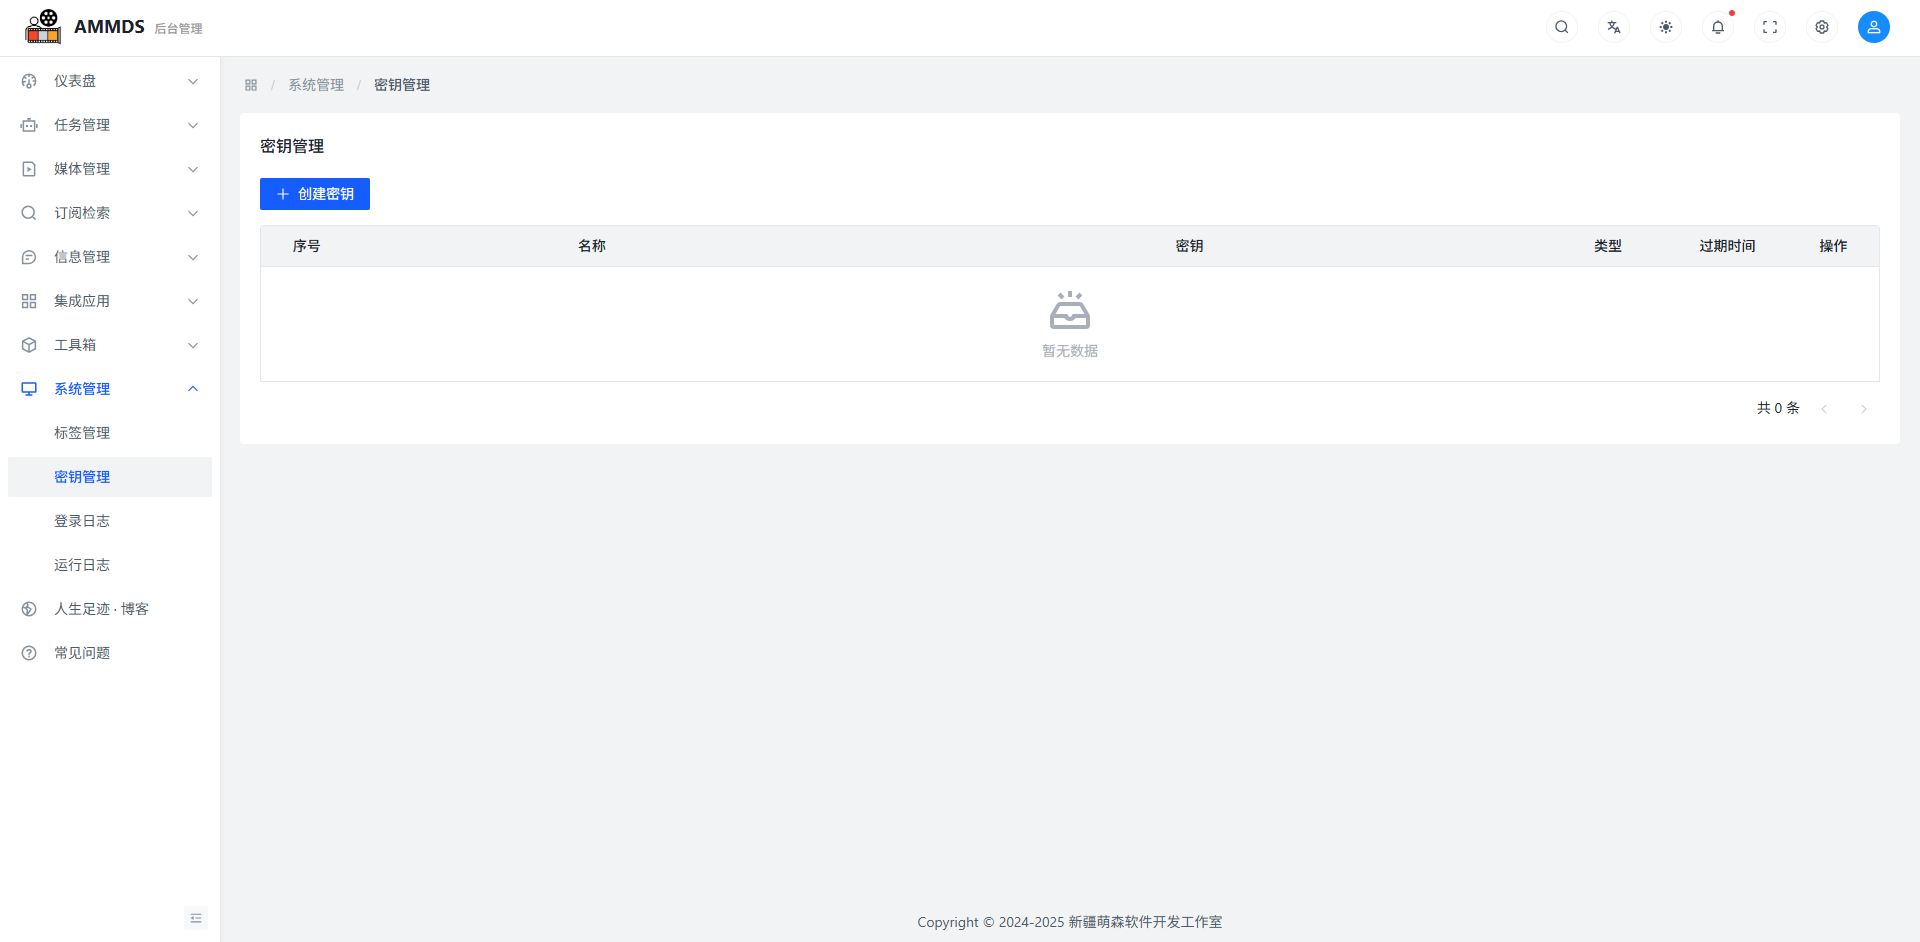 AMMDS 后台管理
仪表盘
任务管理
媒体管理
订阅检索
信息管理
集成应用
工具箱
系统管理
标签管理
密钥管理
登录日志
运行日志
人生足迹 · 博客
常见问题
/ 系统管理 / 密钥管理
密钥管理
创建密钥
序号 名称 密钥 类型 过期时间 操作
暂无数据
共 0 条
Copyright © 2024-2025 新疆萌森软件开发工作室